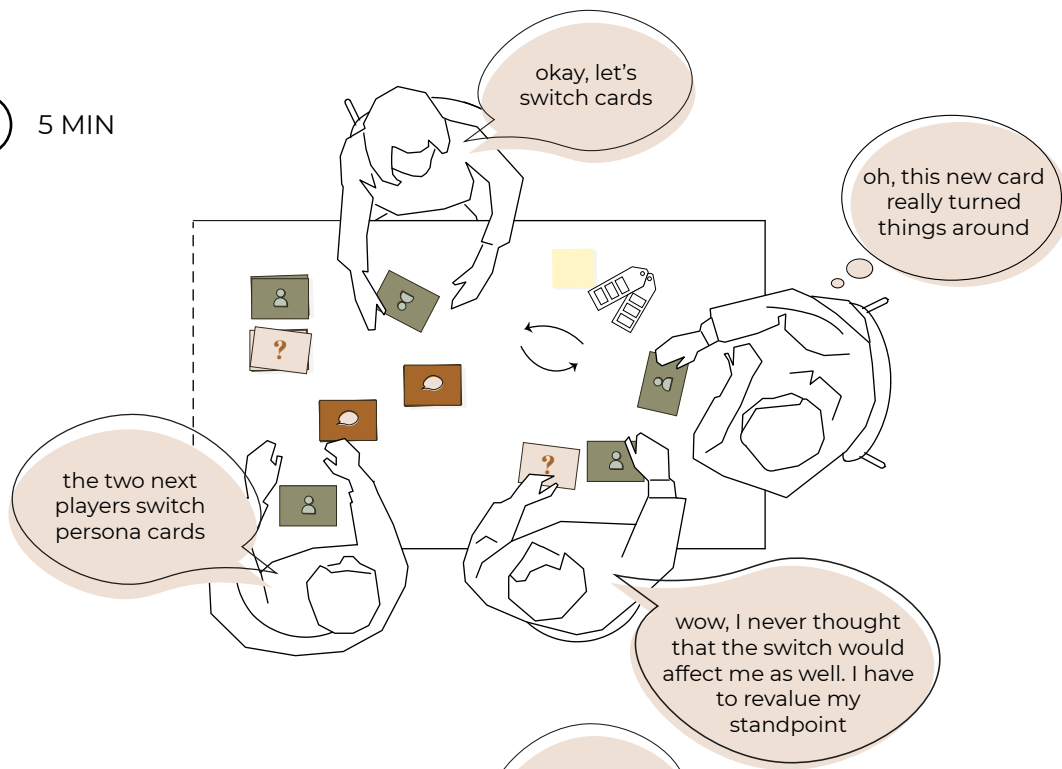 okay, let's
switch cards
5 MIN
oh, this new card
really turned
things around
?
?
the two next
players switch
persona cards
wow, I never thought
that the switch would
affect me as well. I have
to revalue my
standpoint